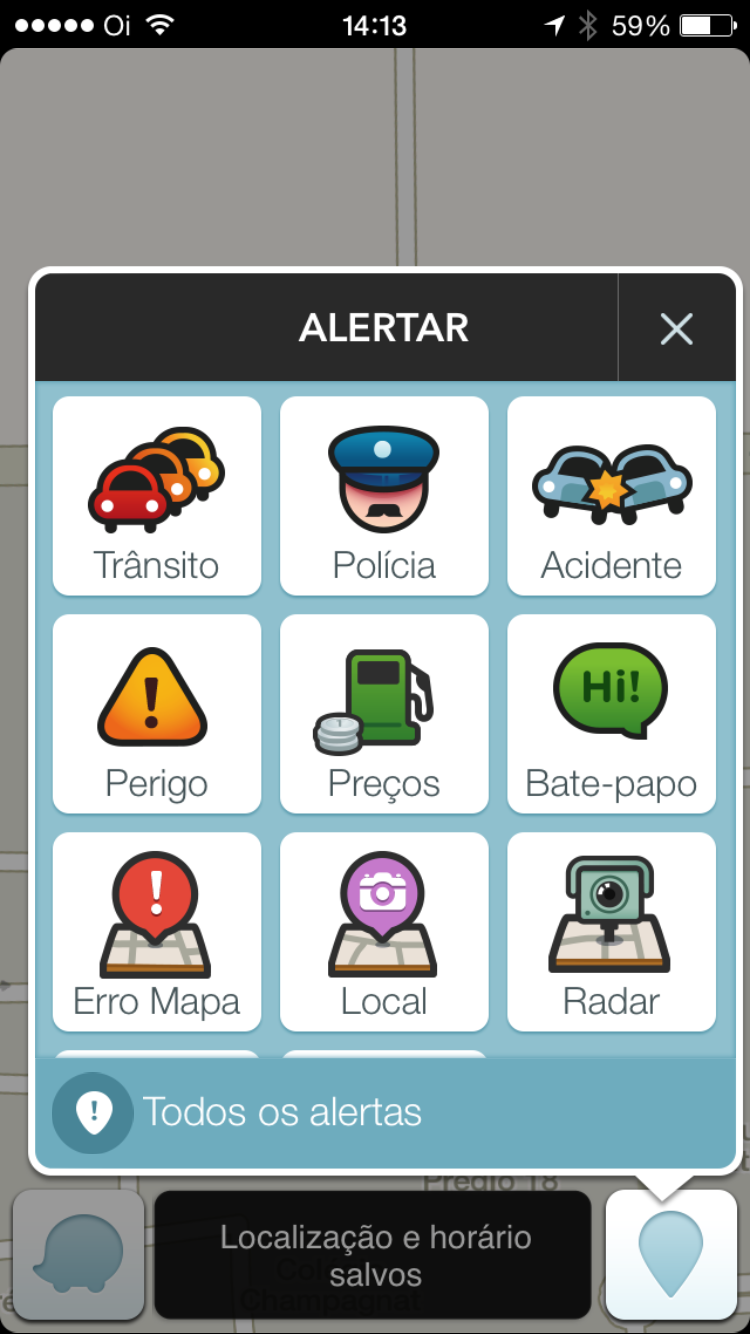 Oi 14:13 59%
ALERTAR
Trânsito Polícia Acidente
Hi!
Perigo Preços Bate-papo
Erro Mapa Local Radar
Todos os alertas
Prédio 18
Localização e horário
salvos
Champagnat